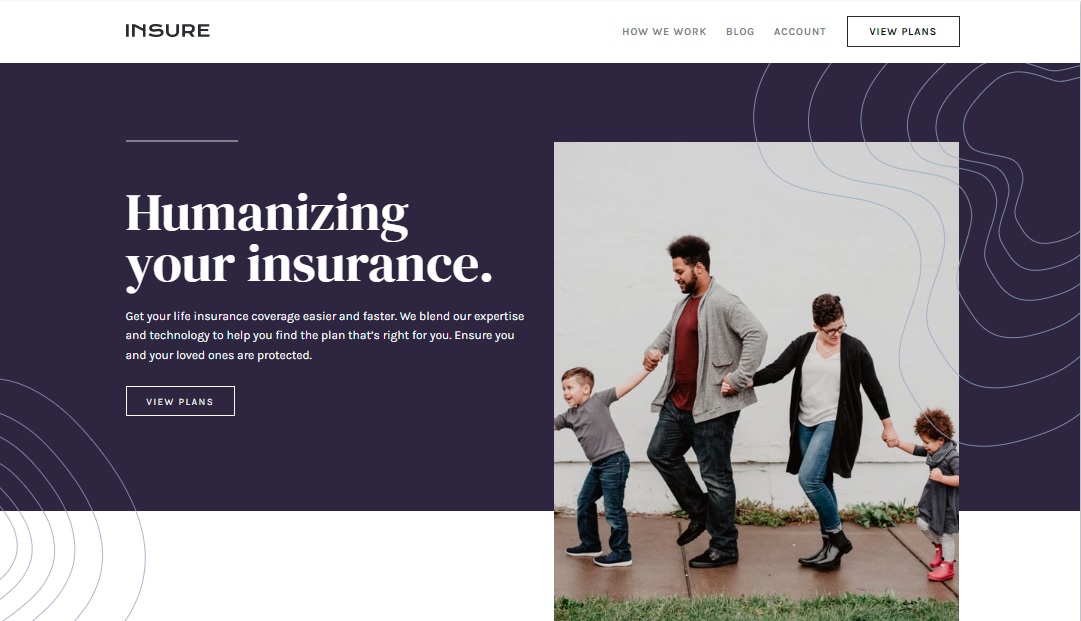 INSURE
HOW WE WORK
BLOG
ACCOUNT
VIEW PLANS
Humanizing
your insurance.
Get your life insurance coverage easier and faster. We blend our expertise
and technology to help you find the plan that's right for you. Ensure you
and your loved ones are protected.
VIEW PLANS